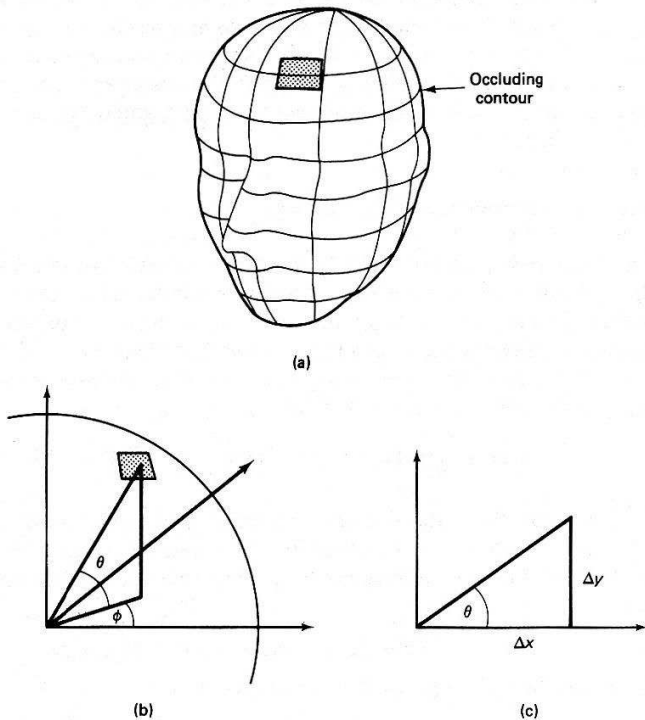 Occluding
contour
(a)
θ
ϕ
(b)
Δy
θ
Δx
(c)